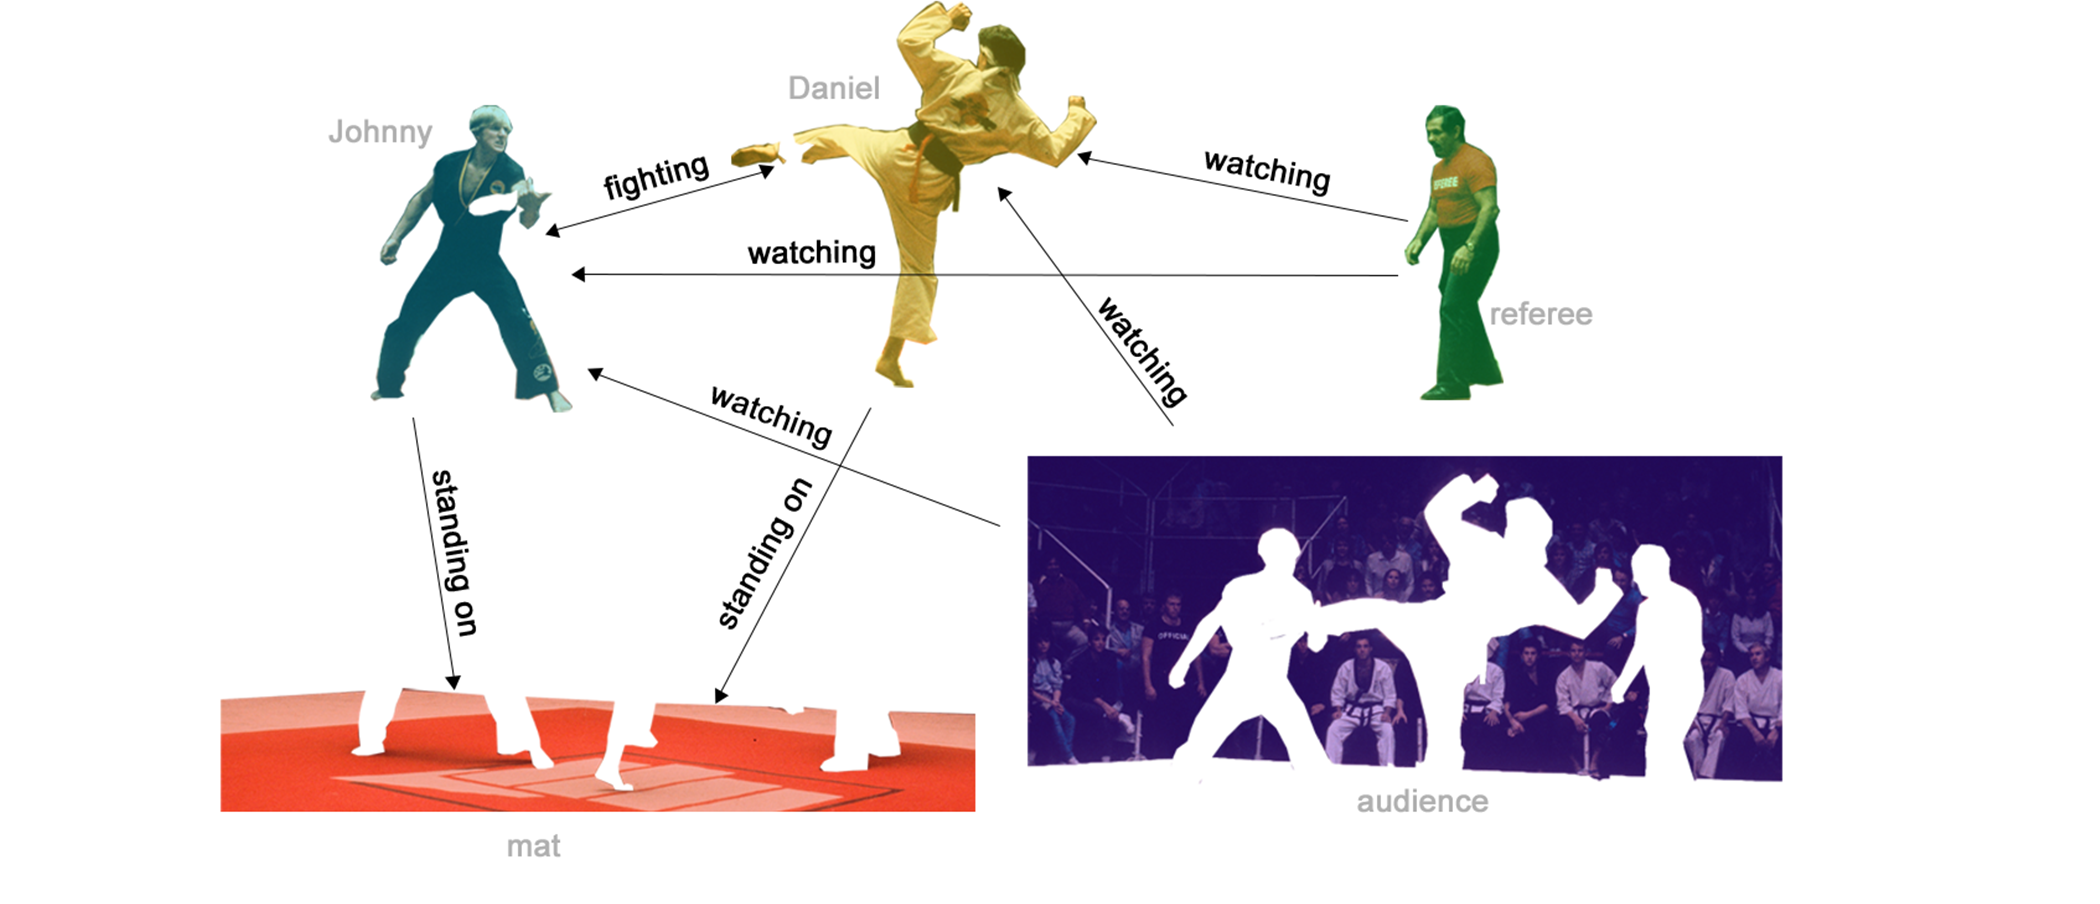 Daniel
Johnny
fighting
watching
REFEREE
watching
referee
watching
watching
standing on
standing on
OFFICIAL
audience
mat